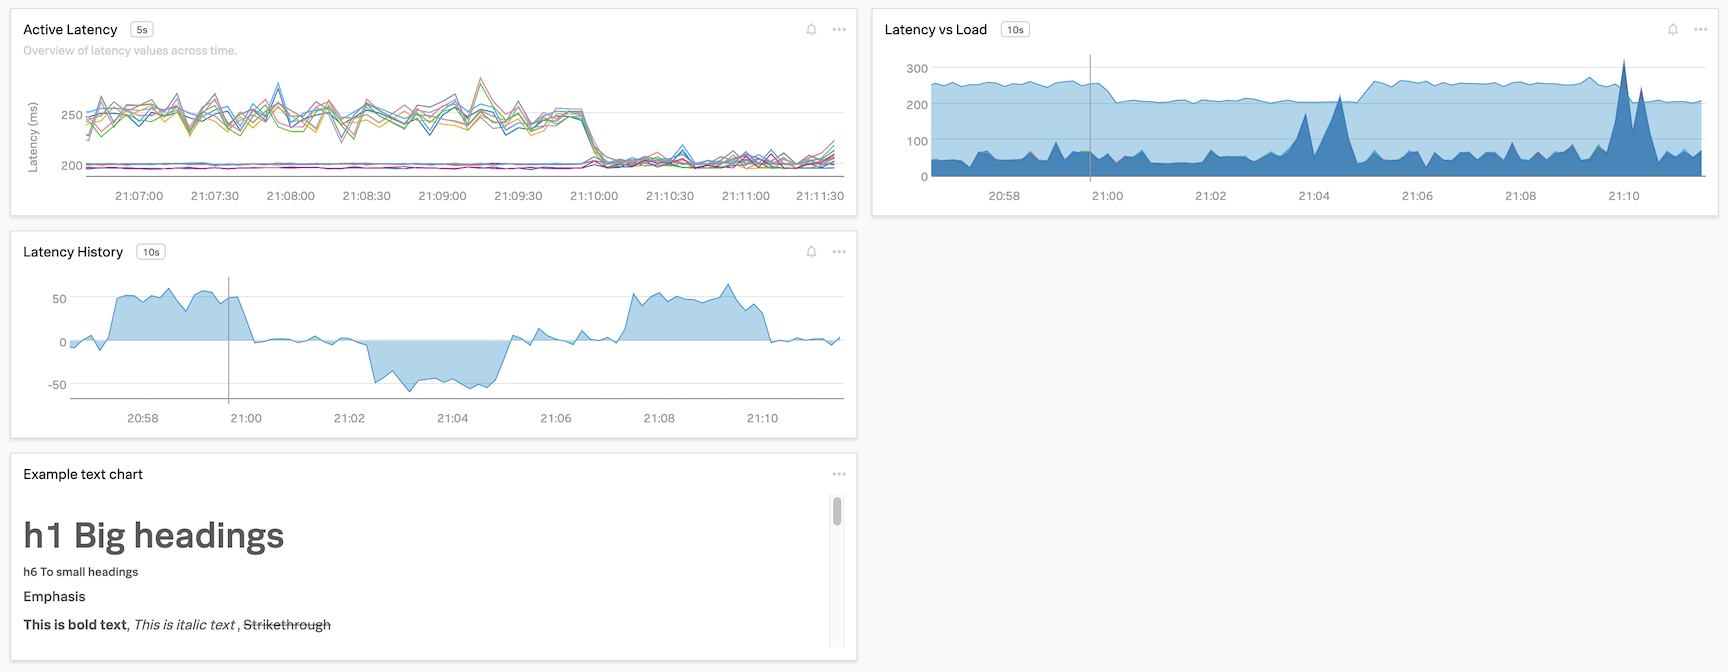 Active Latency 5s
Overview of latency values across time.
Latency (ms)
250
200
21:07:00 21:07:30 21:08:00 21:08:30 21:09:00 21:09:30 21:10:00 21:10:30 21:11:00 21:11:30
Latency vs Load 10s
300
200
100
0
20:58 21:00 21:02 21:04 21:06 21:08 21:10
Latency History 10s
50
0
-50
20:58 21:00 21:02 21:04 21:06 21:08 21:10
Example text chart
h1 Big headings
h6 To small headings
Emphasis
This is bold text, This is italic text , Strikethrough